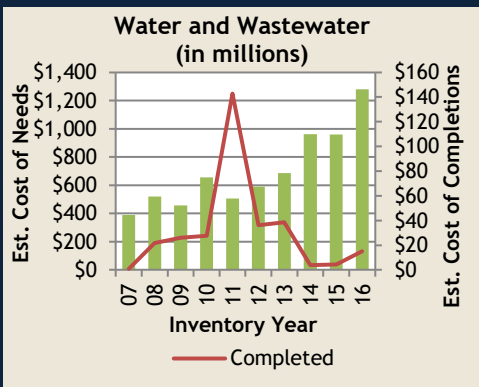 Water and Wastewater
(in millions)
Est. Cost of Needs
$1,400
$1,200
$1,000
$800
$600
$400
$200
$0
$160
$140
$120
$100
$80
$60
$40
$20
$0
Est. Cost of Completions
07 08 09 10 11 12 13 14 15 16
Inventory Year
Completed